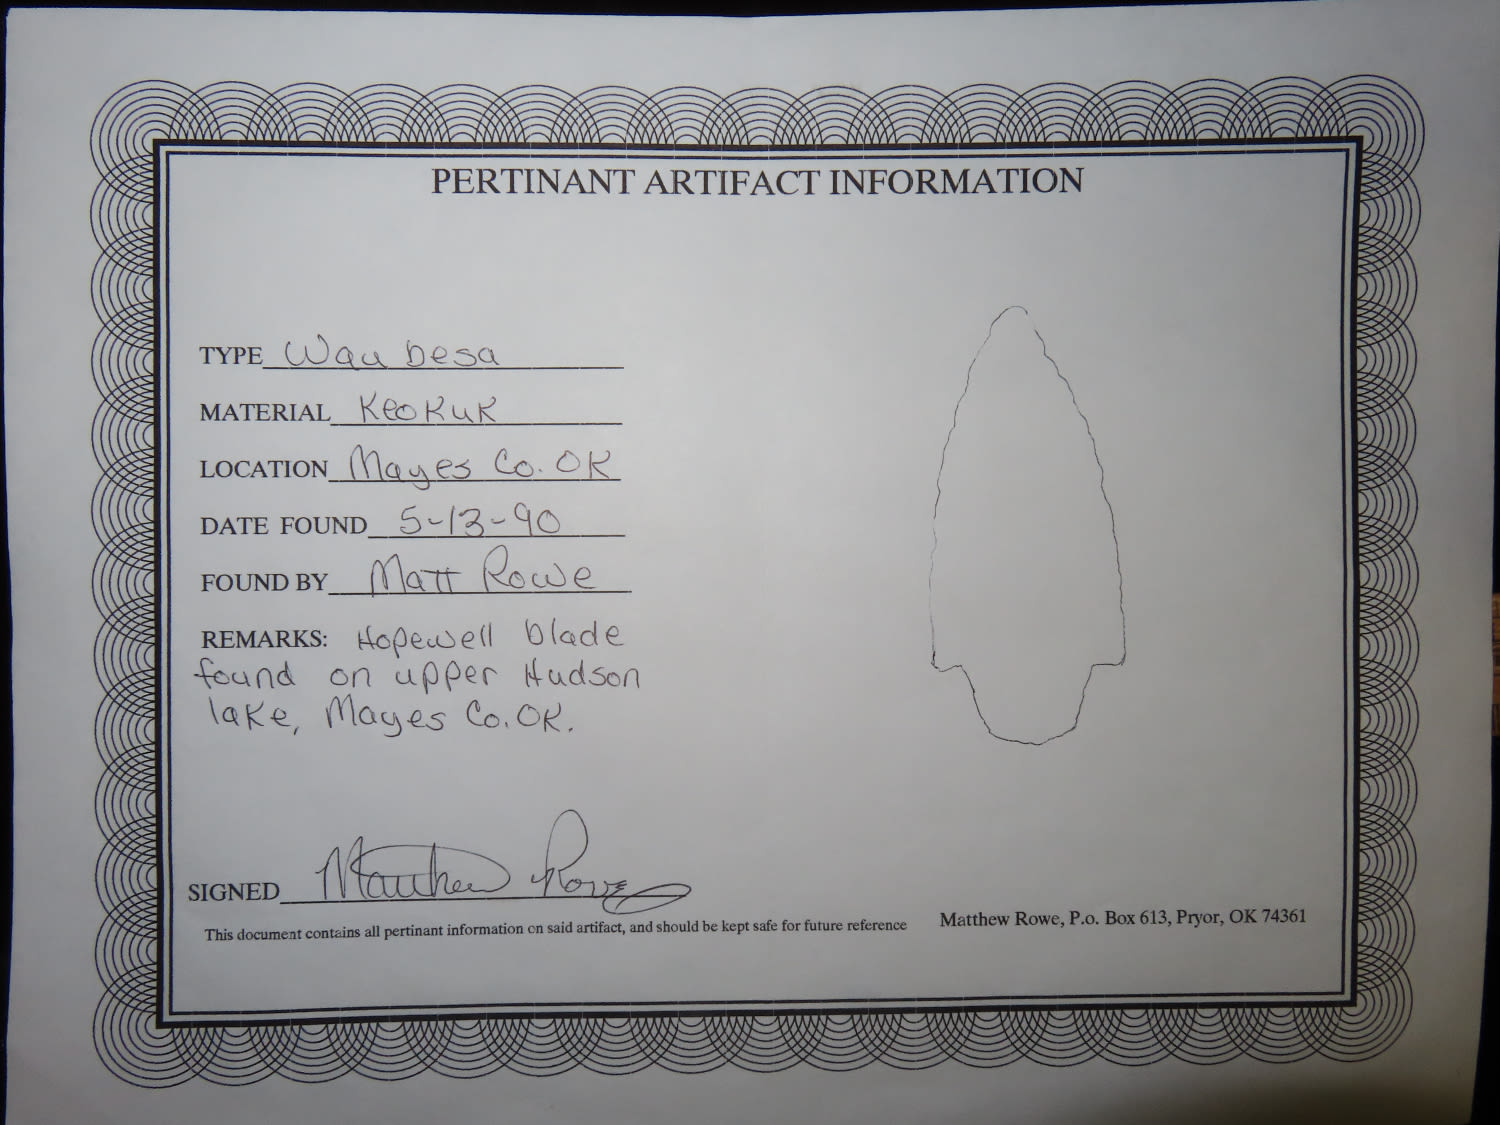 PERTINANT ARTIFACT INFORMATION
TYPE Waubesa
MATERIAL Keokuk
LOCATION Mayes Co. OK
DATE FOUND 5-13-90
FOUND BY Matt Rowe
REMARKS: Hopewell blade
found on upper Hudson
lake, Mayes Co. OK.
SIGNED Matthew Rowe
This document contains all pertinant information on said artifact, and should be kept safe for future reference
Matthew Rowe, P.o. Box 613, Pryor, OK 74361